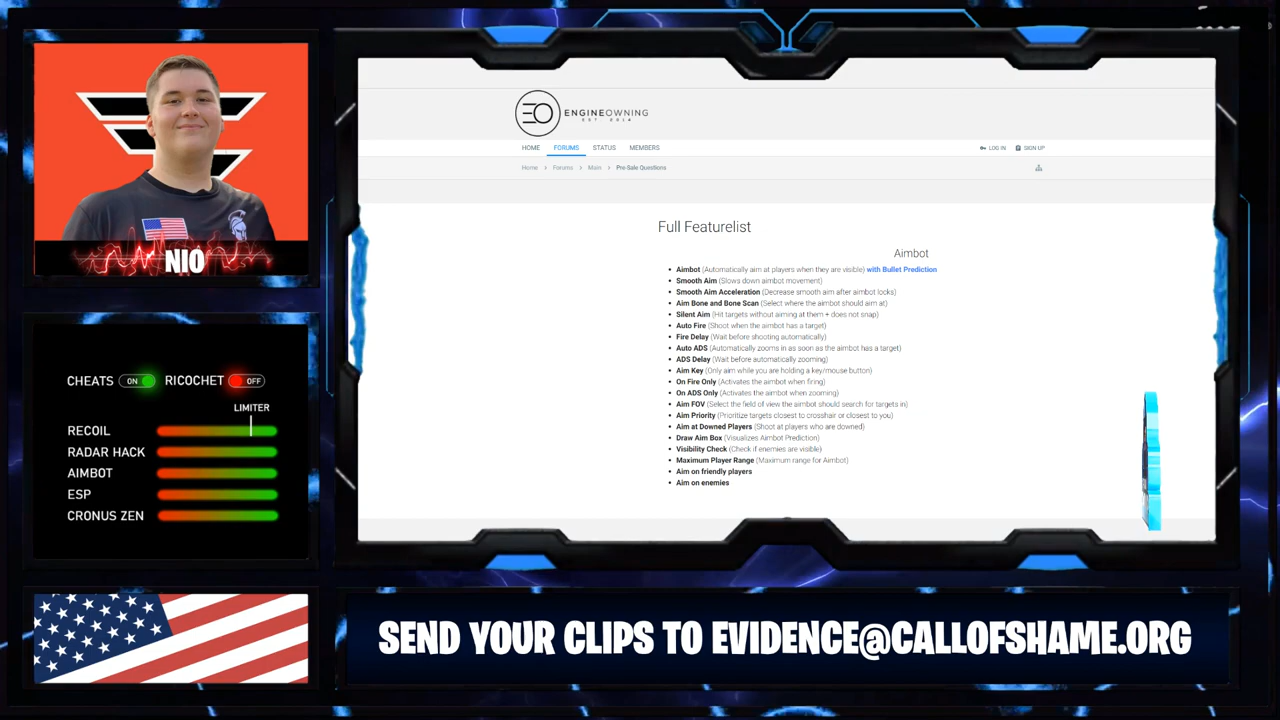 NIO
CHEATS ON RICOCHET OFF
LIMITER
RECOIL
RADAR HACK
AIMBOT
ESP
CRONUS ZEN
EO ENGINEOWNING
EST 2014
HOME FORUMS STATUS MEMBERS
LOG IN SIGN UP
Home Forums Main Pre-Sale Questions
Full Featurelist
Aimbot
• Aimbot (Automatically aim at players when they are visible) with Bullet Prediction
• Smooth Aim (Slows down aimbot movement)
• Smooth Aim Acceleration (Decrease smooth aim after aimbot locks)
• Aim Bone and Bone Scan (Select where the aimbot should aim at)
• Silent Aim (Hit targets without aiming at them + does not snap)
• Auto Fire (Shoot when the aimbot has a target)
• Fire Delay (Wait before shooting automatically)
• Auto ADS (Automatically zooms in as soon as the aimbot has a target)
• ADS Delay (Wait before automatically zooming)
• Aim Key (Only aim while you are holding a key/mouse button)
• On Fire Only (Activates the aimbot when firing)
• On ADS Only (Activates the aimbot when zooming)
• Aim FOV (Select the field of view the aimbot should search for targets in)
• Aim Priority (Prioritize targets closest to crosshair or closest to you)
• Aim at Downed Players (Shoot at players who are downed)
• Draw Aim Box (Visualizes Aimbot Prediction)
• Visibility Check (Check if enemies are visible)
• Maximum Player Range (Maximum range for Aimbot)
• Aim on friendly players
• Aim on enemies
SEND YOUR CLIPS TO EVIDENCE@CALLOFSHAME.ORG